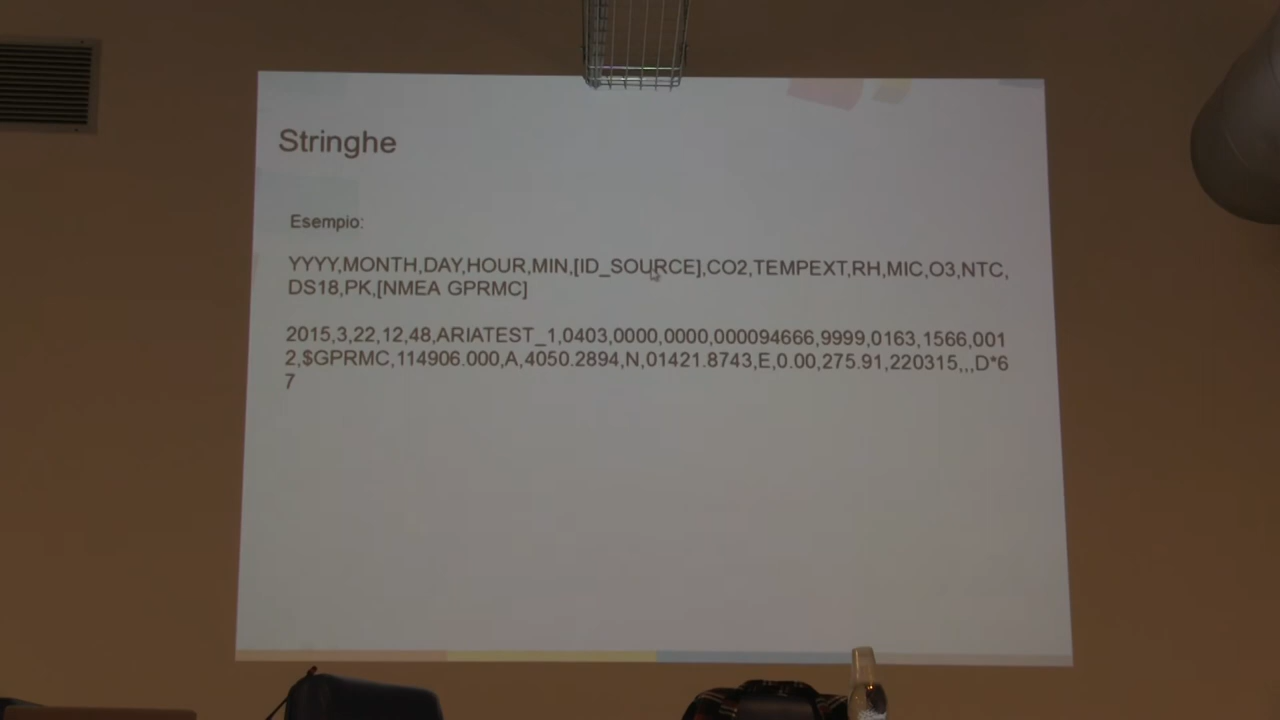 Stringhe
Esempio:
YYYY,MONTH,DAY,HOUR,MIN,[ID_SOURCE],CO2,TEMPEXT,RH,MIC,O3,NTC,
DS18,PK,[NMEA GPRMC]
2015,3,22,12,48,ARIATEST_1,0403,0000,0000,000094666,9999,0163,1566,001
2,$GPRMC,114906.000,A,4050.2894,N,01421.8743,E,0.00,275.91,220315,,,D*6
7